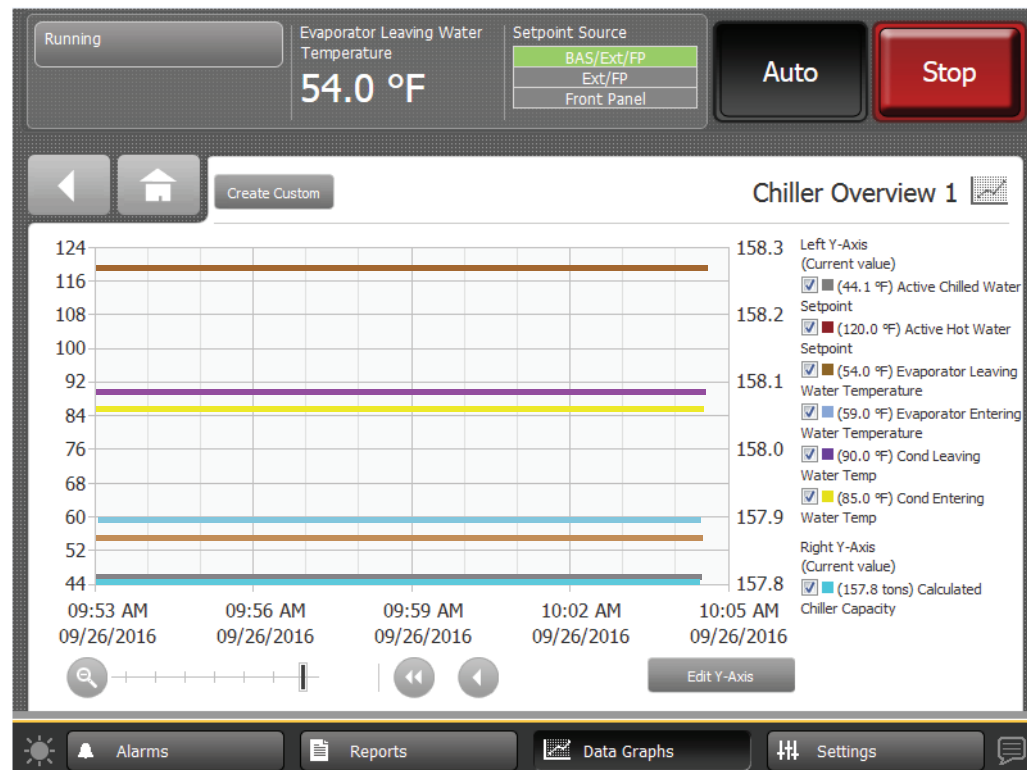 Running
Evaporator Leaving Water
Temperature
54.0 °F
Setpoint Source
BAS/Ext/FP
Ext/FP
Front Panel
Auto
Stop
Create Custom
Chiller Overview 1
124
116
108
100
92
84
76
68
60
52
44
158.3
158.2
158.1
158.0
157.9
157.8
09:53 AM
09/26/2016
09:56 AM
09/26/2016
09:59 AM
09/26/2016
10:02 AM
09/26/2016
10:05 AM
09/26/2016
Left Y-Axis
(Current value)
(44.1 °F) Active Chilled Water
Setpoint
(120.0 °F) Active Hot Water
Setpoint
(54.0 °F) Evaporator Leaving
Water Temperature
(59.0 °F) Evaporator Entering
Water Temperature
(90.0 °F) Cond Leaving
Water Temp
(85.0 °F) Cond Entering
Water Temp
Right Y-Axis
(Current value)
(157.8 tons) Calculated
Chiller Capacity
Edit Y-Axis
Alarms
Reports
Data Graphs
Settings